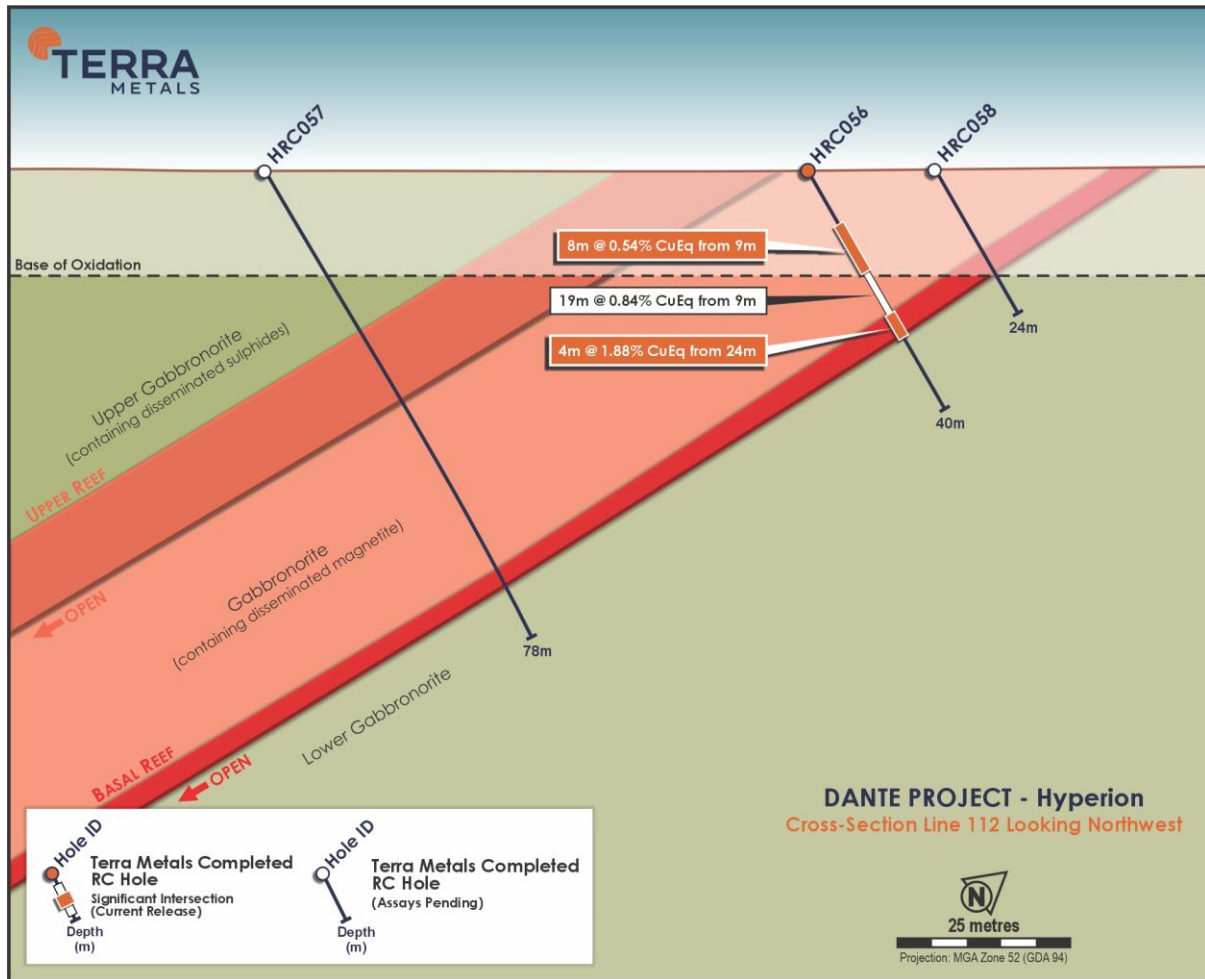 TERRA
METALS
HRC057
HRC056
HRC058
8m @ 0.54% CuEq from 9m
Base of Oxidation
19m @ 0.84% CuEq from 9m
24m
4m @ 1.88% CuEq from 24m
Upper Gabbronorite
(containing disseminated sulphides)
40m
UPPER REEF
Gabbronorite
(containing disseminated magnetite)
OPEN
78m
Lower Gabbronorite
BASAL REEF
OPEN
DANTE PROJECT - Hyperion
Cross-Section Line 112 Looking Northwest
Hole ID
Terra Metals Completed
RC Hole
Significant Intersection
(Current Release)
Depth
(m)
Hole ID
Terra Metals Completed
RC Hole
(Assays Pending)
Depth
(m)
N
25 metres
Projection: MGA Zone 52 (GDA 94)